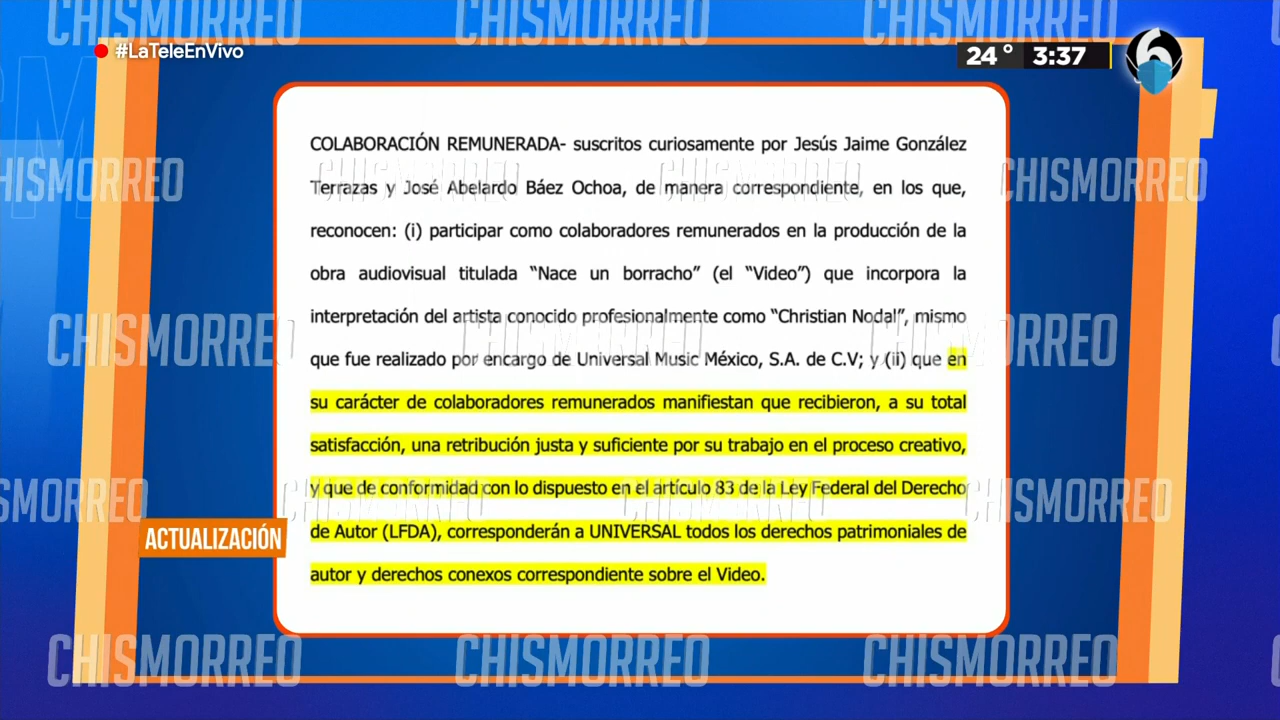 CHISMORREO CHISMORREO CHISMORREO
#LaTeleEnVivo
24° 3:37
6
COLABORACIÓN REMUNERADA- suscritos curiosamente por Jesús Jaime González
Terrazas y José Abelardo Báez Ochoa, de manera correspondiente, en los que,
reconocen: (i) participar como colaboradores remunerados en la producción de la
obra audiovisual titulada “Nace un borracho” (el “Video”) que incorpora la
interpretación del artista conocido profesionalmente como “Christian Nodal”, mismo
que fue realizado por encargo de Universal Music México, S.A. de C.V; y (ii) que en
su carácter de colaboradores remunerados manifiestan que recibieron, a su total
satisfacción, una retribución justa y suficiente por su trabajo en el proceso creativo,
y que de conformidad con lo dispuesto en el artículo 83 de la Ley Federal del Derecho
de Autor (LFDA), corresponderán a UNIVERSAL todos los derechos patrimoniales de
autor y derechos conexos correspondiente sobre el Video.
ACTUALIZACIÓN
CHISMORREO CHISMORREO CHISMORREO